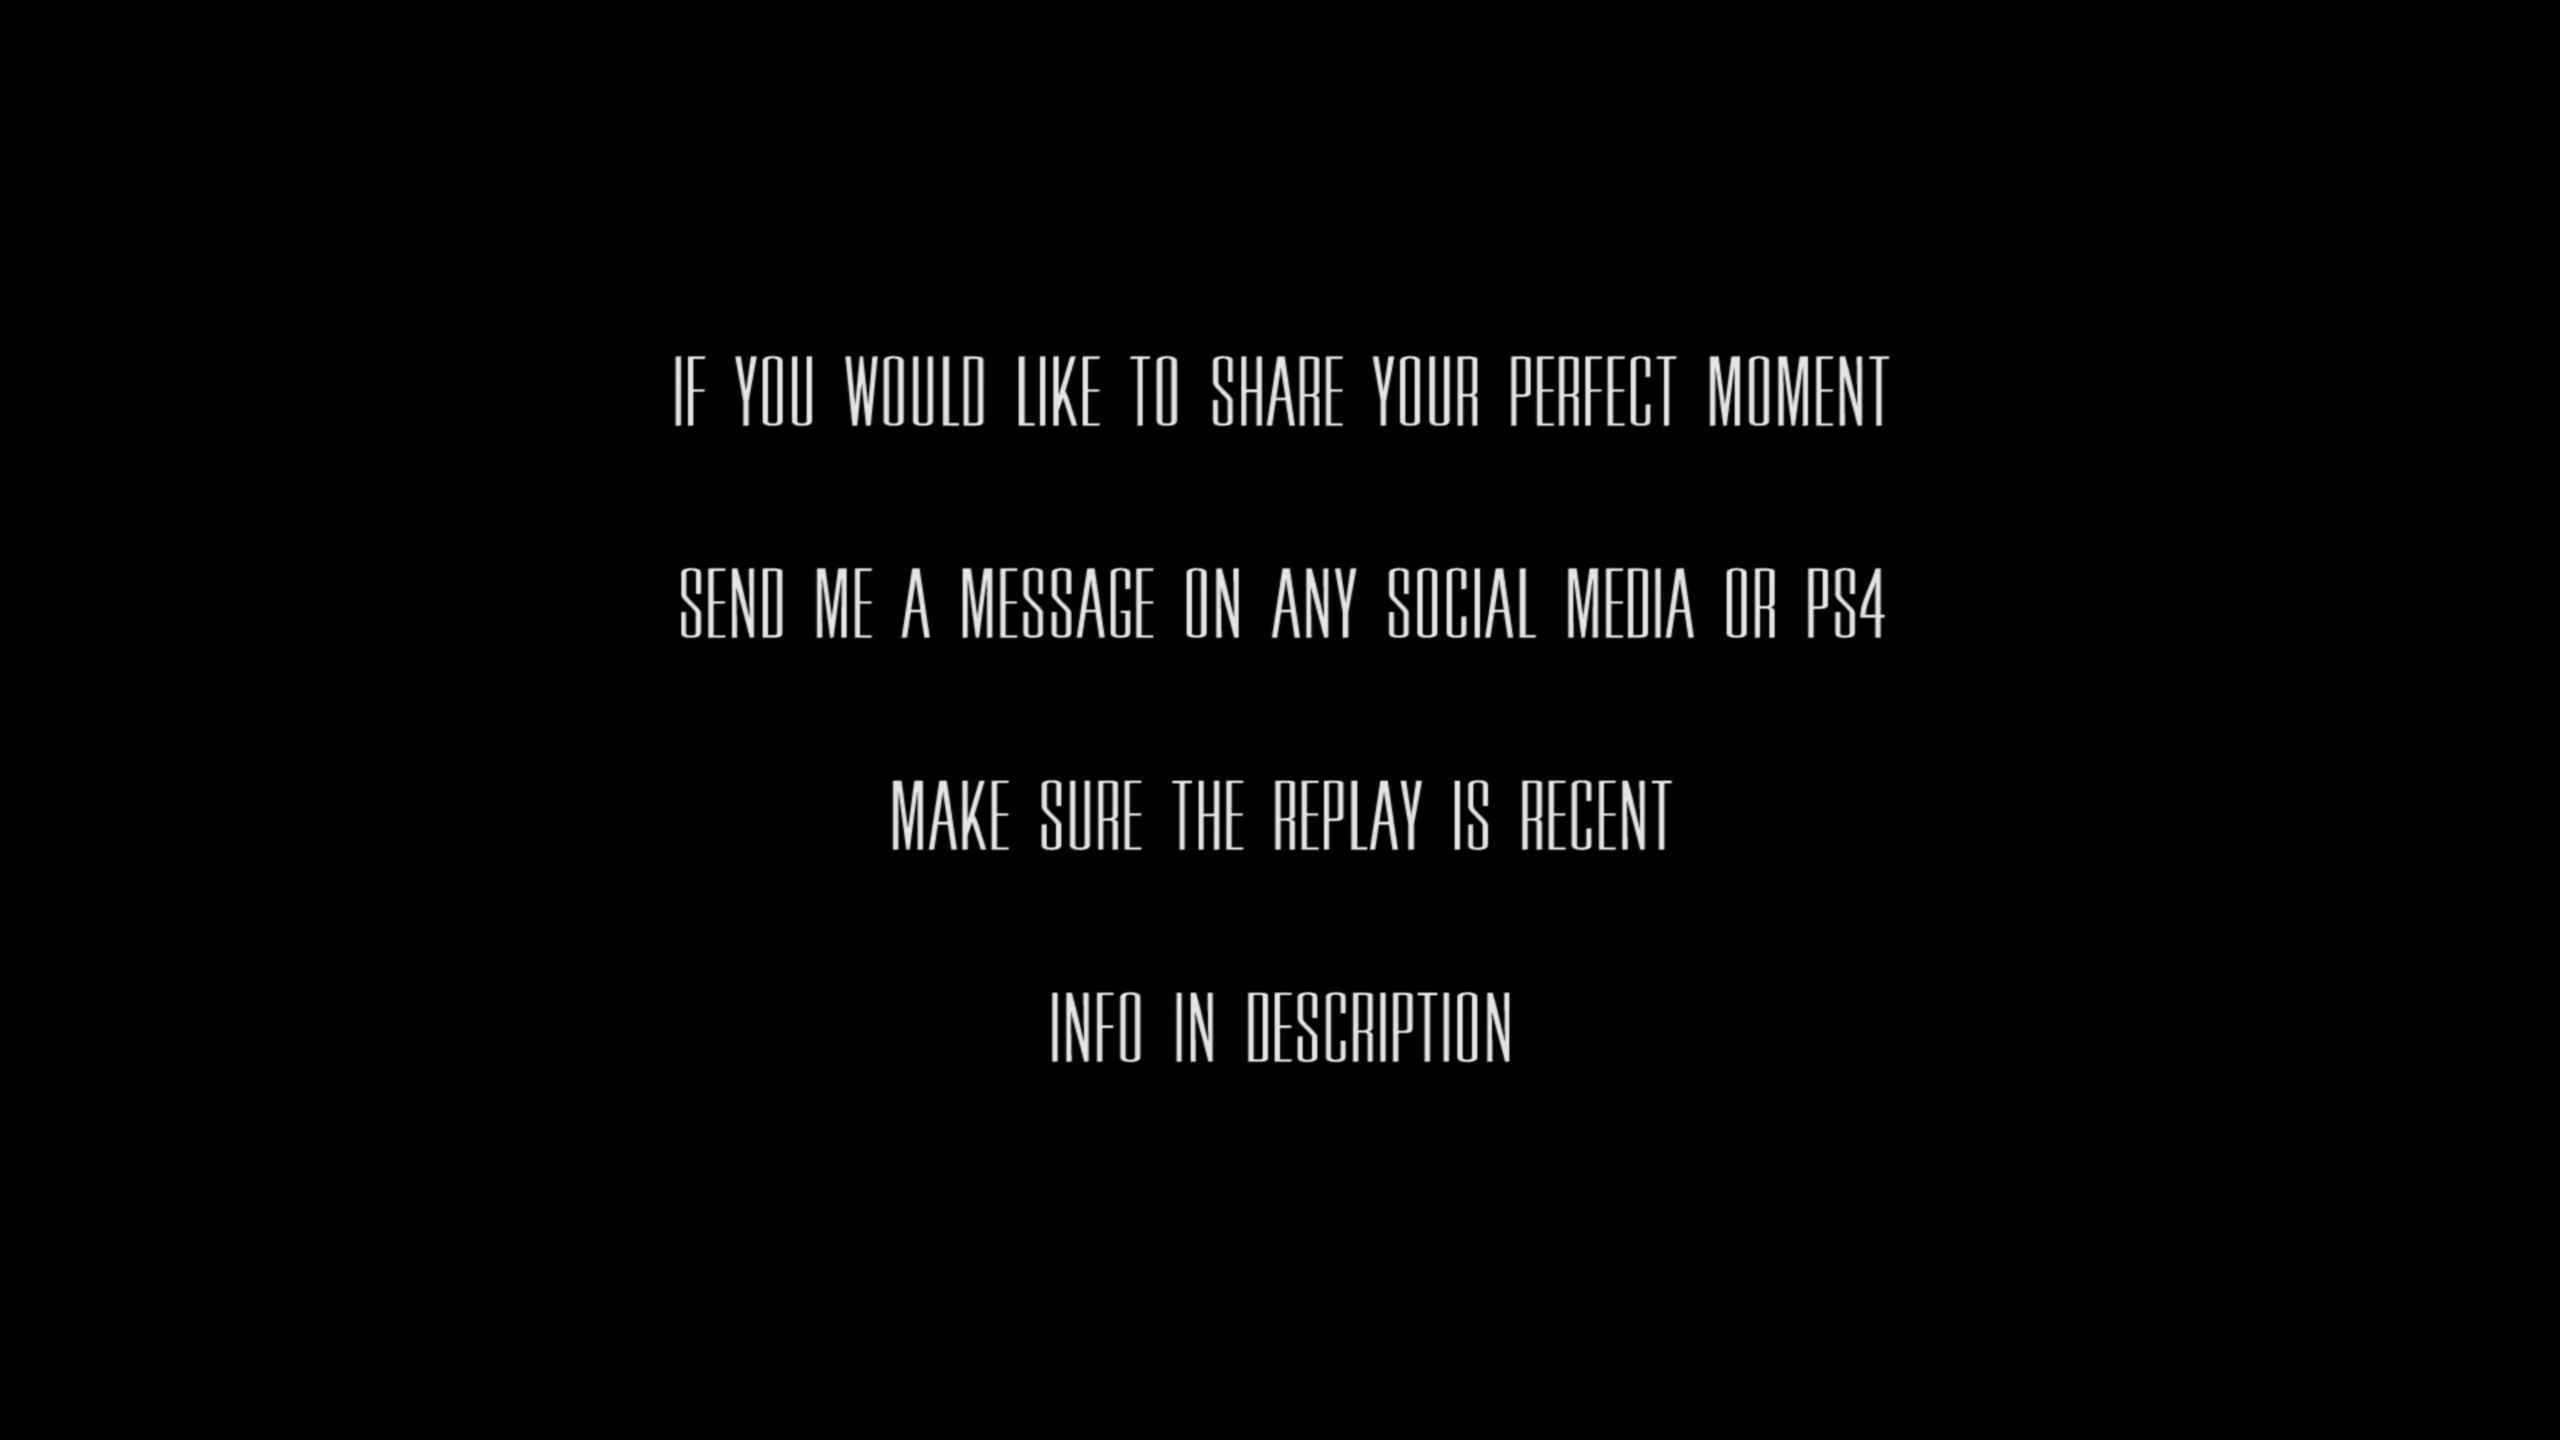 IF YOU WOULD LIKE TO SHARE YOUR PERFECT MOMENT
SEND ME A MESSAGE ON ANY SOCIAL MEDIA OR PS4
MAKE SURE THE REPLAY IS RECENT
INFO IN DESCRIPTION